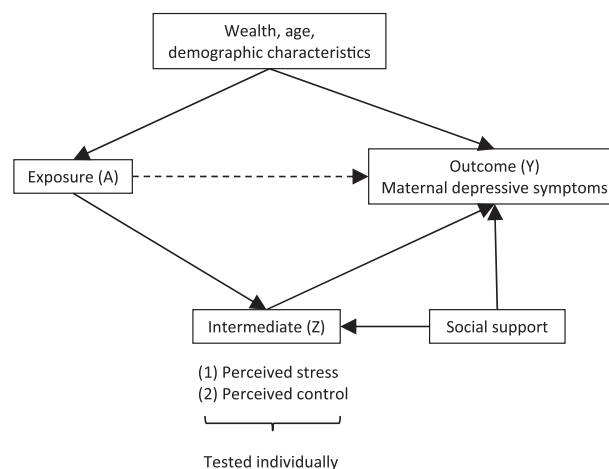 Wealth, age,
demographic characteristics
Exposure (A)
Outcome (Y)
Maternal depressive symptoms
Intermediate (Z)
Social support
(1) Perceived stress
(2) Perceived control
Tested individually